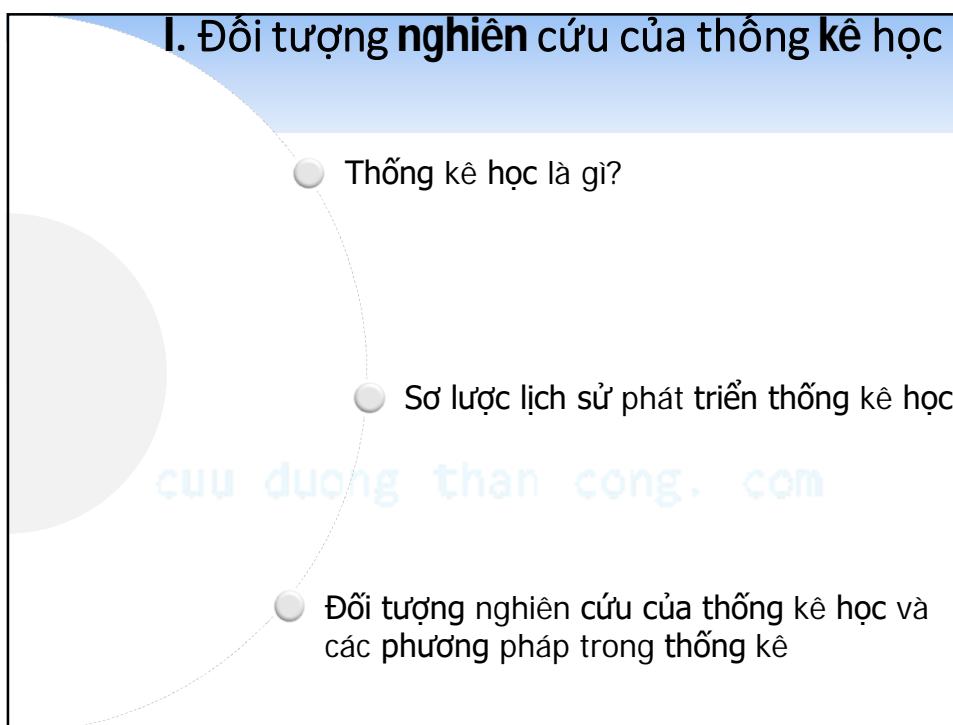 I. Đối tượng nghiên cứu của thống kê học
Thống kê học là gì?
Sơ lược lịch sử phát triển thống kê học
cuu duong than cong. com
Đối tượng nghiên cứu của thống kê học và
các phương pháp trong thống kê